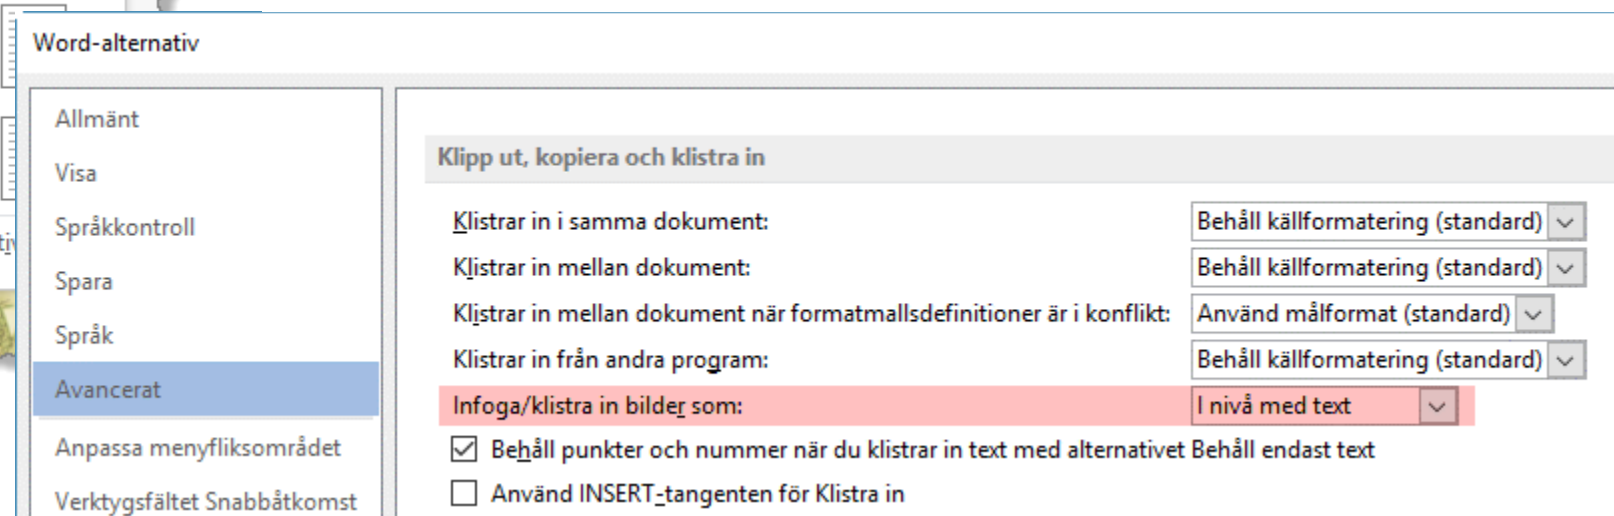 Word-alternativ
Allmänt
Visa
Språkkontroll
Spara
Språk
Avancerat
Anpassa menyfliksområdet
Verktygsfältet Snabbåtkomst
Klipp ut, kopiera och klistra in
Klistrar in i samma dokument: Behåll källformatering (standard)
Klistrar in mellan dokument: Behåll källformatering (standard)
Klistrar in mellan dokument när formatmallsdefinitioner är i konflikt: Använd målformat (standard)
Klistrar in från andra program: Behåll källformatering (standard)
Infoga/klistra in bilder som: I nivå med text
Behåll punkter och nummer när du klistrar in text med alternativet Behåll endast text
Använd INSERT-tangenten för Klistra in